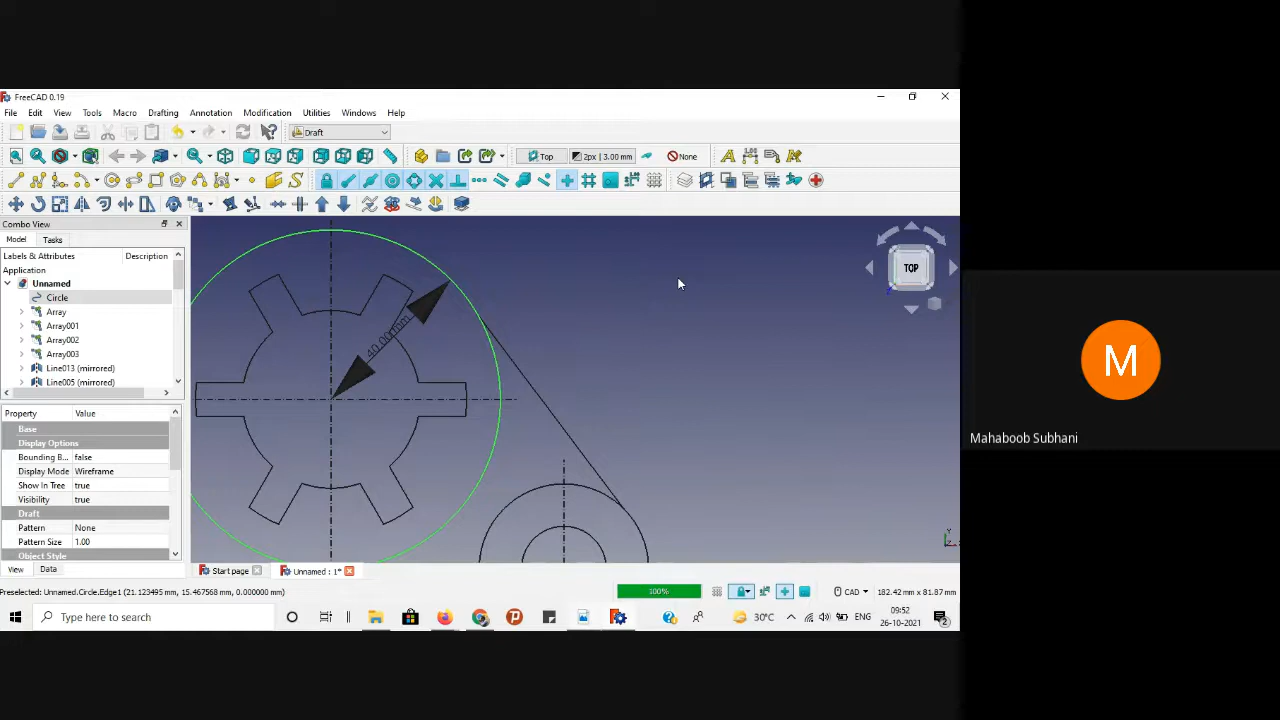 FreeCAD 0.19
File Edit View Tools Macro Drafting Annotation Modification Utilities Windows Help
Draft
Top 2px | 3.00 mm None
Combo View
Model Tasks
Labels & Attributes Description
Application
Unnamed
Circle
Array
Array001
Array002
Array003
Line013 (mirrored)
Line005 (mirrored)
Property Value
Base
Display Options
Bounding B... false
Display Mode Wireframe
Show In Tree true
Visibility true
Draft
Pattern None
Pattern Size 1.00
Object Style
View Data
40.00mm
TOP
Y
Start page Unnamed : 1*
Preselected: Unnamed.Circle.Edge1 (21.123495 mm, 15.467568 mm, 0.000000 mm)
100%
CAD 182.42 mm x 81.87 mm
Type here to search
30°C ENG
09:52
26-10-2021
2
M
Mahaboob Subhani